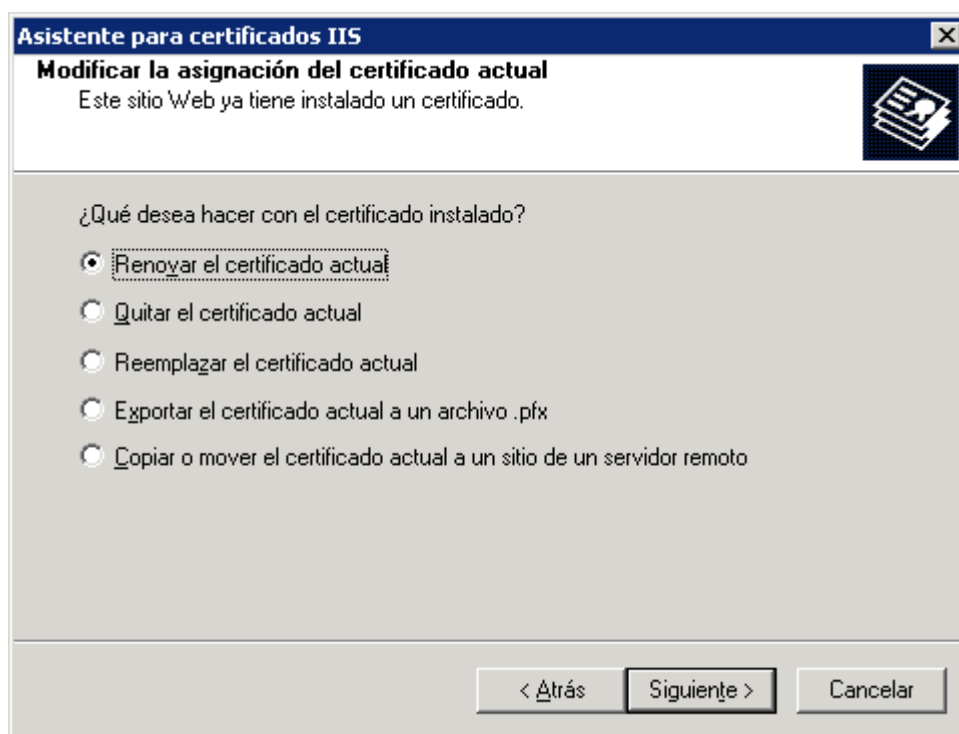 Asistente para certificados IIS
Modificar la asignación del certificado actual
Este sitio Web ya tiene instalado un certificado.
¿Qué desea hacer con el certificado instalado?
Renovar el certificado actual
Quitar el certificado actual
Reemplazar el certificado actual
Exportar el certificado actual a un archivo .pfx
Copiar o mover el certificado actual a un sitio de un servidor remoto
< Atrás Siguiente > Cancelar